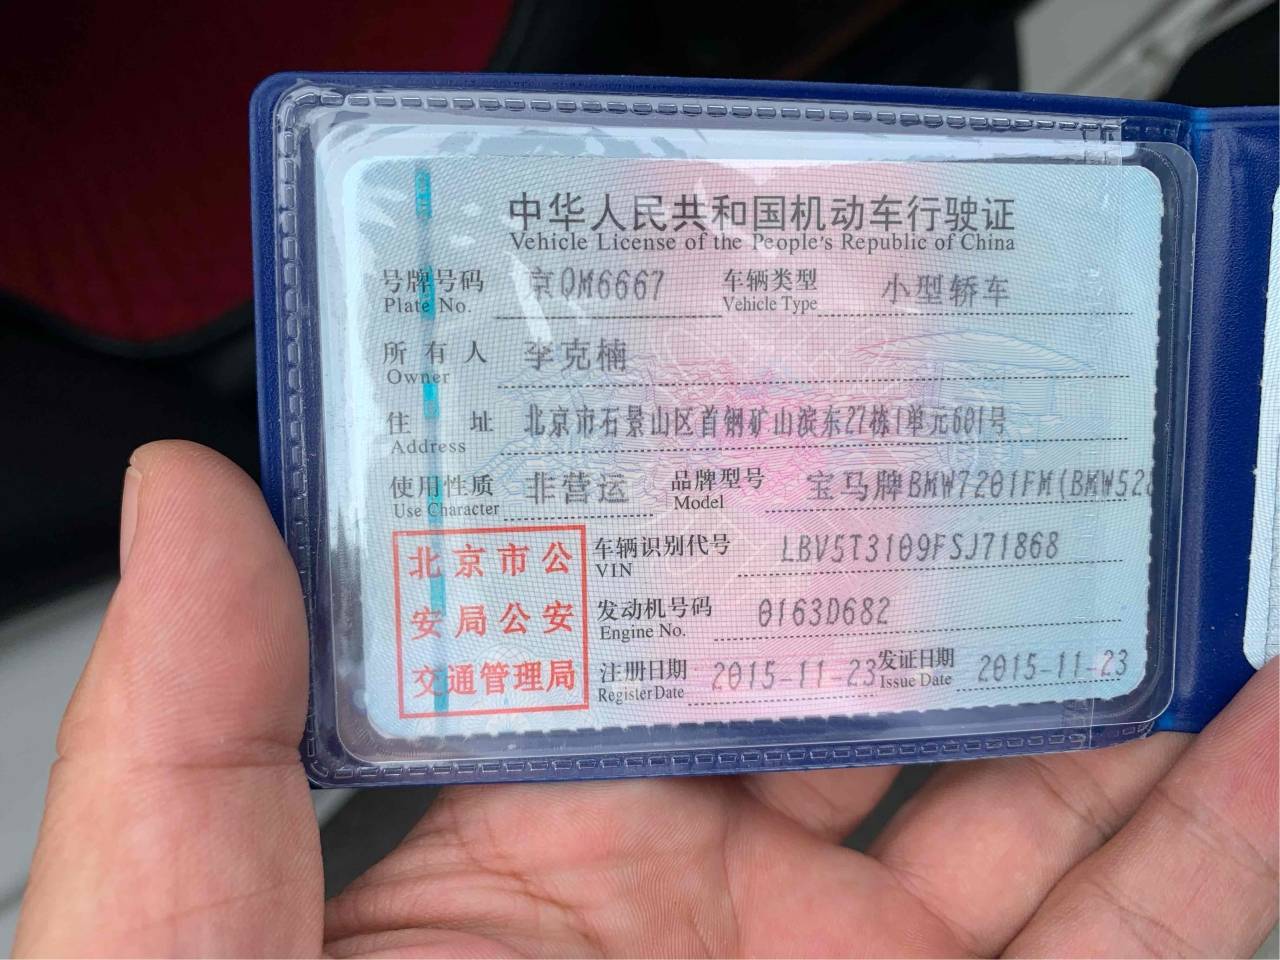 中华人民共和国机动车行驶证
Vehicle License of the People's Republic of China
号牌号码 京QM6667 车辆类型 小型轿车
Plate No. Vehicle Type
所有人 李克楠
Owner
住址 北京市石景山区首钢矿山滨东27栋1单元601号
Address
使用性质 非营运 品牌型号 宝马牌BMW7201FM(BMW528
Use Character Model
北京市公
安局公安
交通管理局
车辆识别代号 LBV5T3109FSJ71868
VIN
发动机号码 0163D682
Engine No.
注册日期 2015-11-23 发证日期 2015-11-23
Register Date Issue Date